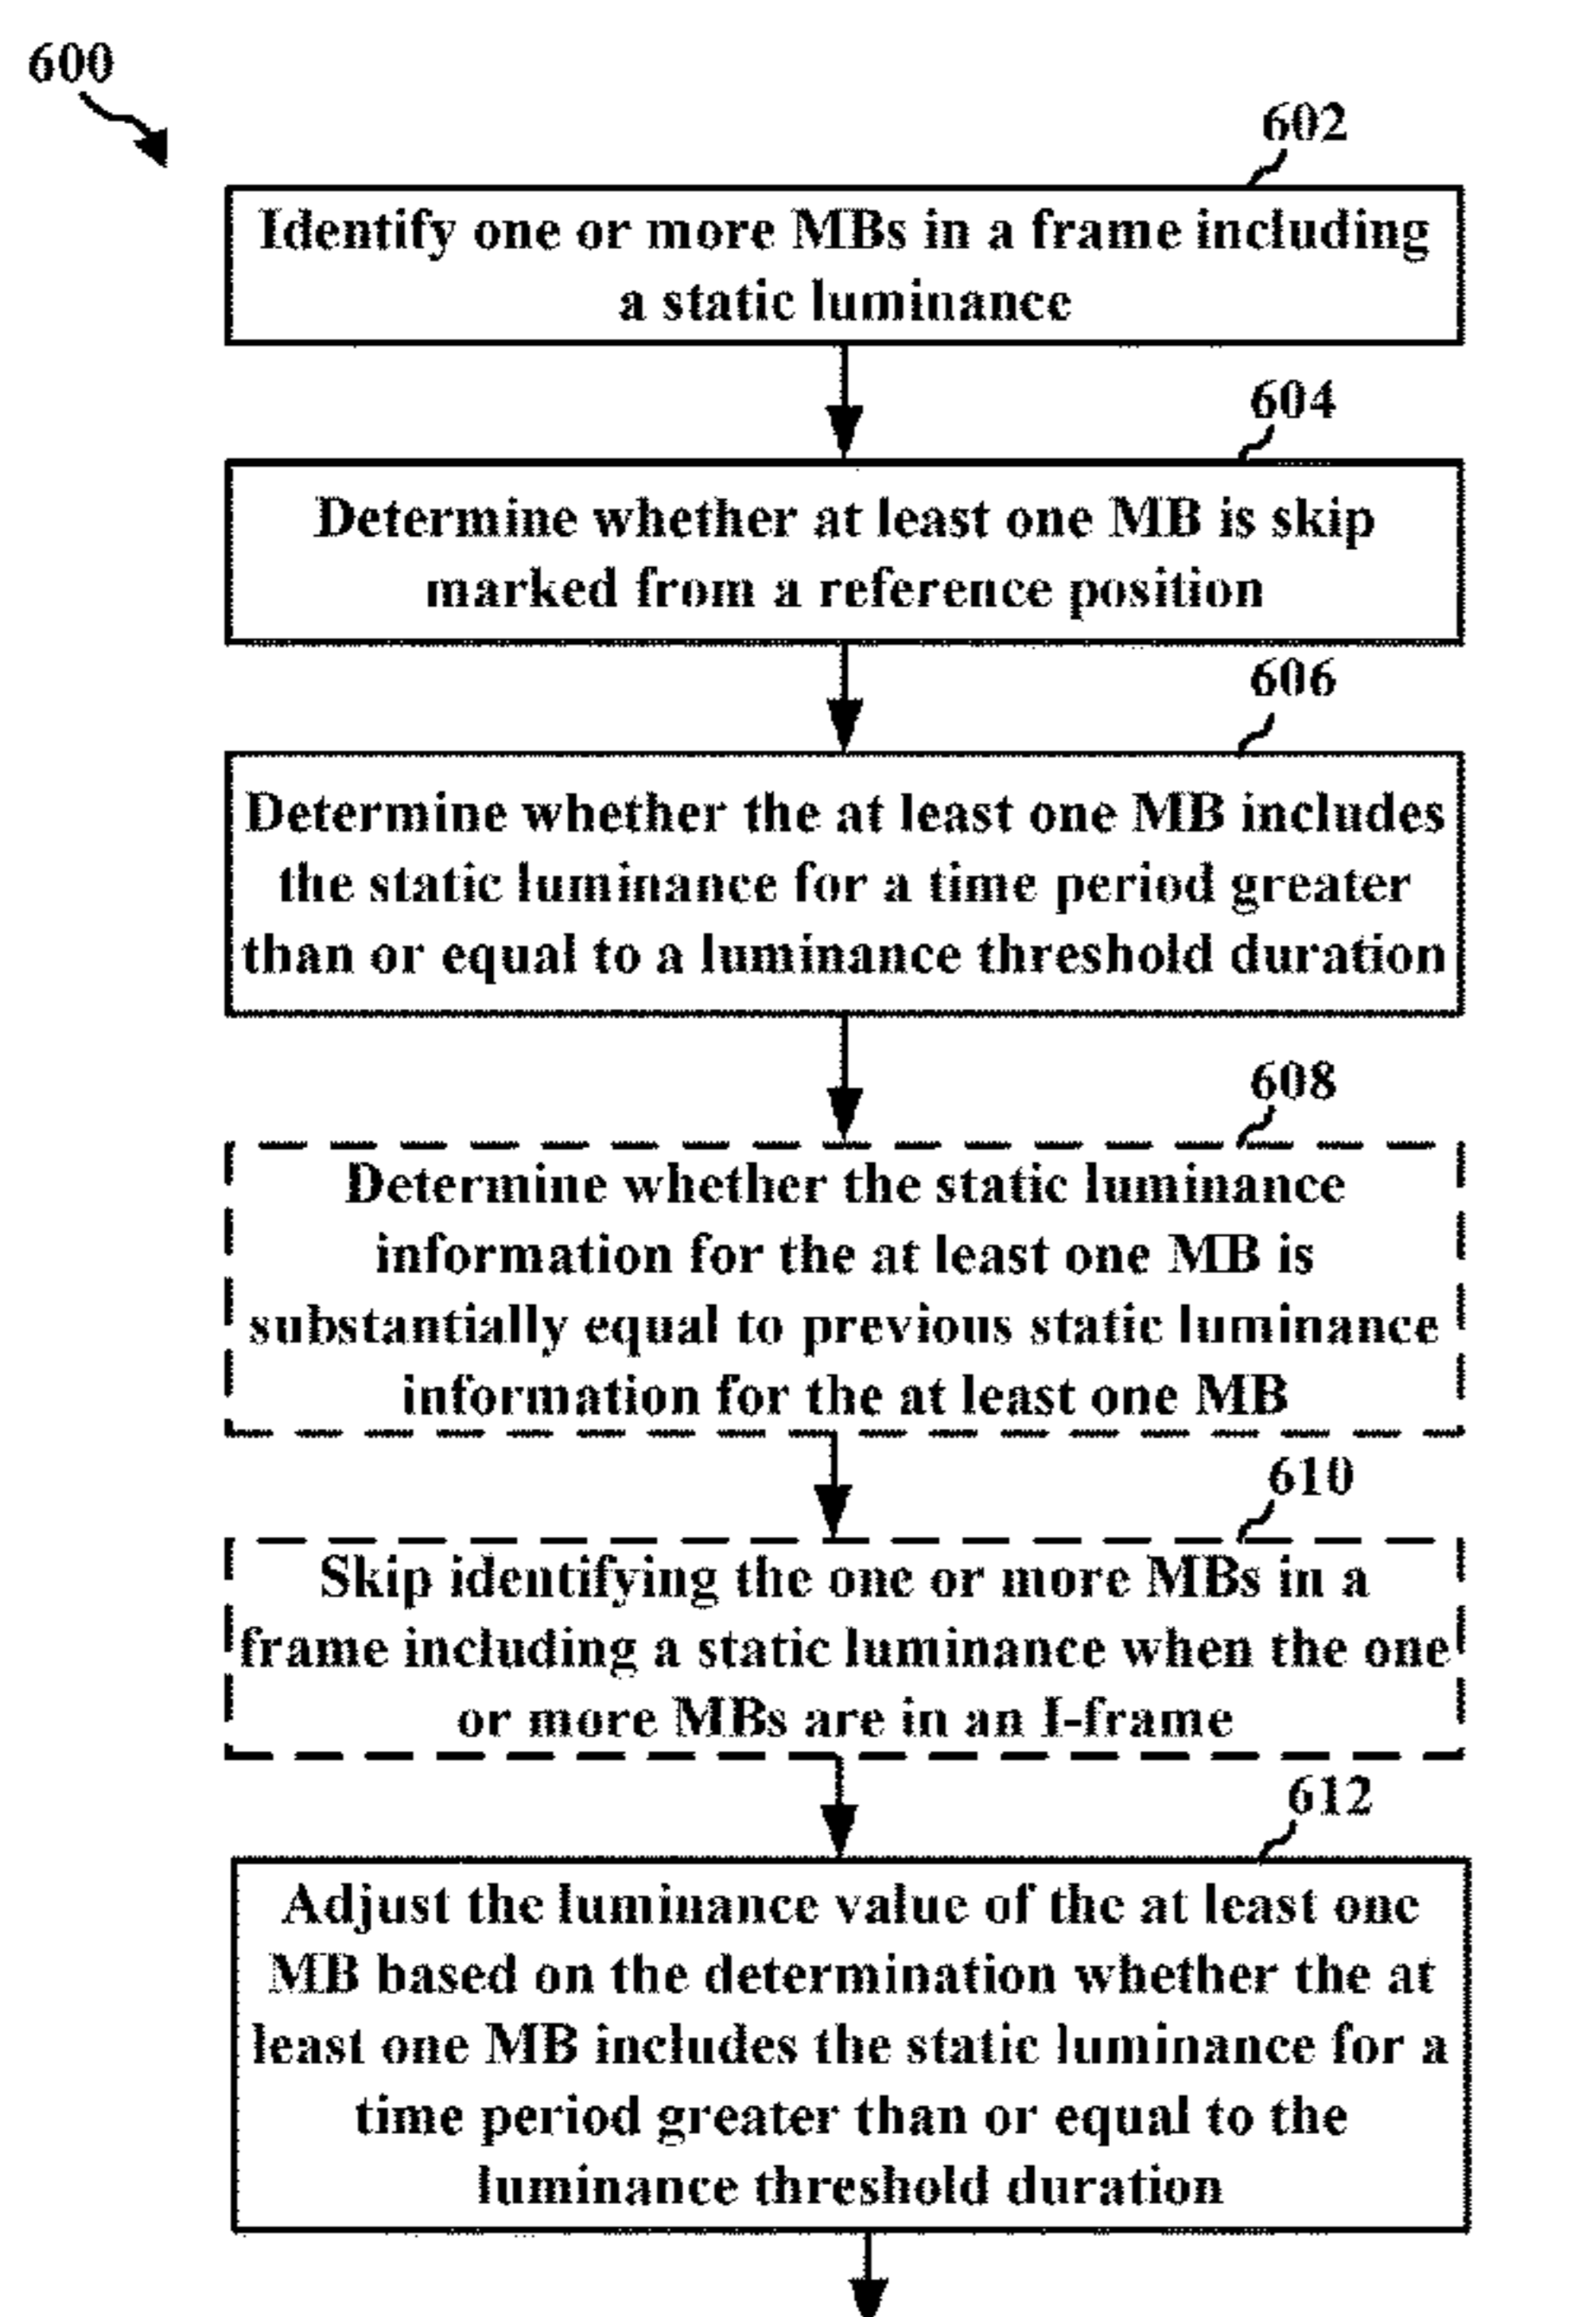 600
602
Identify one or more MBs in a frame including
a static luminance
604
Determine whether at least one MB is skip
marked from a reference position
606
Determine whether the at least one MB includes
the static luminance for a time period greater
than or equal to a luminance threshold duration
608
Determine whether the static luminance
information for the at least one MB is
substantially equal to previous static luminance
information for the at least one MB
610
Skip identifying the one or more MBs in a
frame including a static luminance when the one
or more MBs are in an I-frame
612
Adjust the luminance value of the at least one
MB based on the determination whether the at
least one MB includes the static luminance for a
time period greater than or equal to the
luminance threshold duration